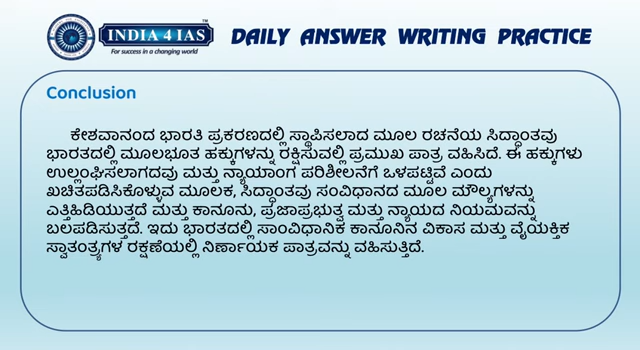 INDIA 4 IAS
TM
For success in a changing world
DAILY ANSWER WRITING PRACTICE
Conclusion
ಕೇಶವಾನಂದ ಭಾರತಿ ಪ್ರಕರಣದಲ್ಲಿ ಸ್ಥಾಪಿಸಲಾದ ಮೂಲ ರಚನೆಯ ಸಿದ್ಧಾಂತವು
ಭಾರತದಲ್ಲಿ ಮೂಲಭೂತ ಹಕ್ಕುಗಳನ್ನು ರಕ್ಷಿಸುವಲ್ಲಿ ಪ್ರಮುಖ ಪಾತ್ರ ವಹಿಸಿದೆ. ಈ ಹಕ್ಕುಗಳು
ಉಲ್ಲಂಘಿಸಲಾಗದವು ಮತ್ತು ನ್ಯಾಯಾಂಗ ಪರಿಶೀಲನೆಗೆ ಒಳಪಟ್ಟಿವೆ ಎಂದು
ಖಚಿತಪಡಿಸಿಕೊಳ್ಳುವ ಮೂಲಕ, ಸಿದ್ಧಾಂತವು ಸಂವಿಧಾನದ ಮೂಲ ಮೌಲ್ಯಗಳನ್ನು
ಎತ್ತಿಹಿಡಿಯುತ್ತದೆ ಮತ್ತು ಕಾನೂನು, ಪ್ರಜಾಪ್ರಭುತ್ವ ಮತ್ತು ನ್ಯಾಯದ ನಿಯಮವನ್ನು
ಬಲಪಡಿಸುತ್ತದೆ. ಇದು ಭಾರತದಲ್ಲಿ ಸಾಂವಿಧಾನಿಕ ಕಾನೂನಿನ ವಿಕಾಸ ಮತ್ತು ವೈಯಕ್ತಿಕ
ಸ್ವಾತಂತ್ರ್ಯಗಳ ರಕ್ಷಣೆಯಲ್ಲಿ ನಿರ್ಣಾಯಕ ಪಾತ್ರವನ್ನು ವಹಿಸುತ್ತಿದೆ.